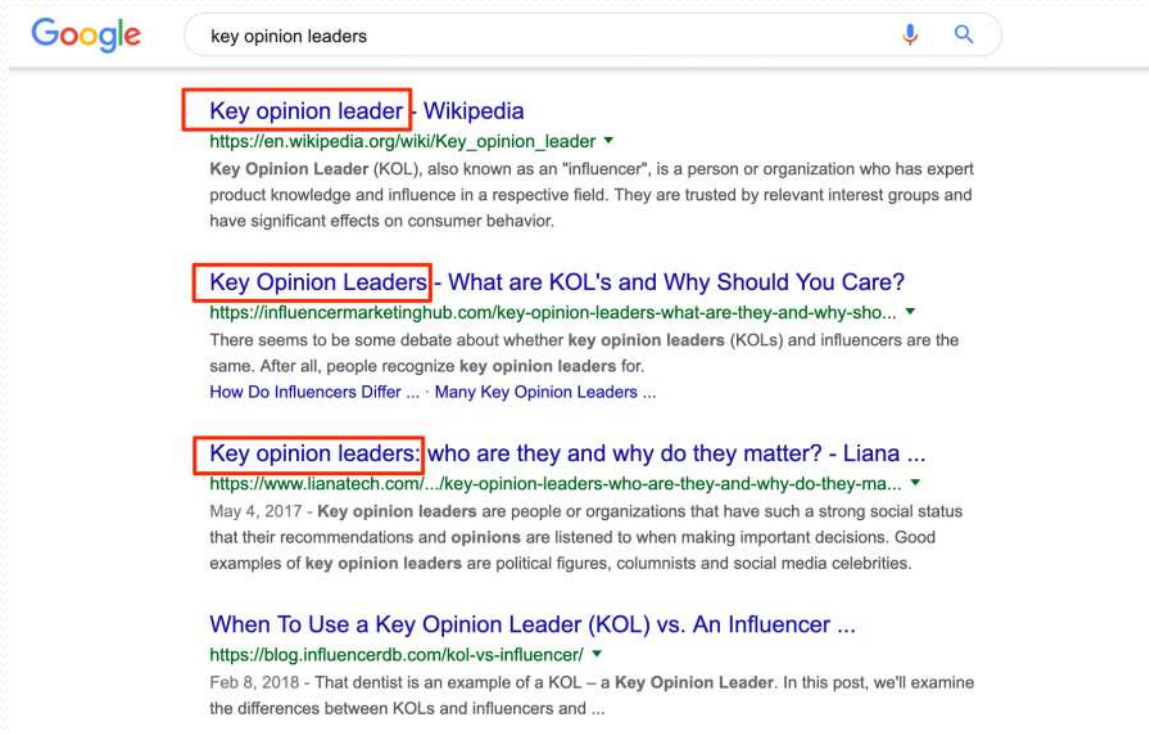 Google
key opinion leaders
Key opinion leader - Wikipedia
https://en.wikipedia.org/wiki/Key_opinion_leader
Key Opinion Leader (KOL), also known as an "influencer", is a person or organization who has expert
product knowledge and influence in a respective field. They are trusted by relevant interest groups and
have significant effects on consumer behavior.
Key Opinion Leaders - What are KOL's and Why Should You Care?
https://influencermarketinghub.com/key-opinion-leaders-what-are-they-and-why-sho...
There seems to be some debate about whether key opinion leaders (KOLs) and influencers are the
same. After all, people recognize key opinion leaders for.
How Do Influencers Differ ... · Many Key Opinion Leaders ...
Key opinion leaders: who are they and why do they matter? - Liana ...
https://www.lianatech.com/.../key-opinion-leaders-who-are-they-and-why-do-they-ma...
May 4, 2017 - Key opinion leaders are people or organizations that have such a strong social status
that their recommendations and opinions are listened to when making important decisions. Good
examples of key opinion leaders are political figures, columnists and social media celebrities.
When To Use a Key Opinion Leader (KOL) vs. An Influencer ...
https://blog.influencerdb.com/kol-vs-influencer/
Feb 8, 2018 - That dentist is an example of a KOL – a Key Opinion Leader. In this post, we'll examine
the differences between KOLs and influencers and ...